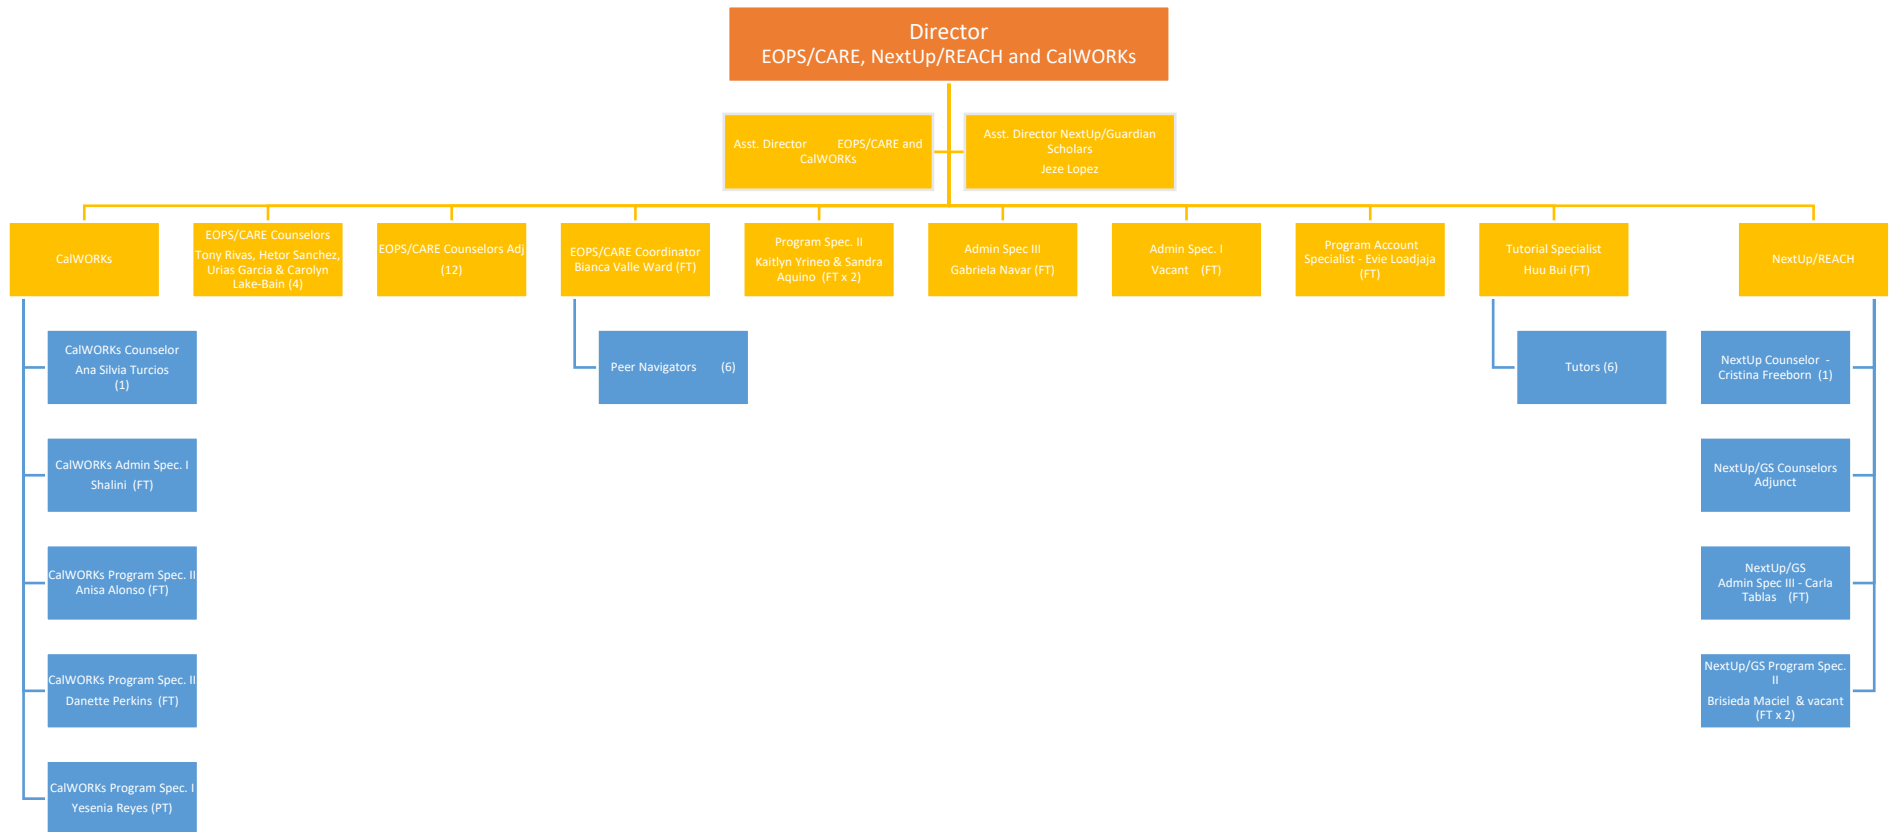 Director
EOPS/CARE, NextUp/REACH and CalWORKs
Asst. Director EOPS/CARE and
CalWORKs
Asst. Director NextUp/Guardian
Scholars
Jeze Lopez
CalWORKs
EOPS/CARE Counselors
Tony Rivas, Hetor Sanchez,
Urias Garcia & Carolyn
Lake-Bain (4)
EOPS/CARE Counselors Adj
(12)
EOPS/CARE Coordinator
Bianca Valle Ward (FT)
Program Spec. II
Kaitlyn Yrineo & Sandra
Aquino (FT x 2)
Admin Spec III
Gabriela Navar (FT)
Admin Spec. I
Vacant (FT)
Program Account
Specialist - Evie Loadjaja
(FT)
Tutorial Specialist
Huu Bui (FT)
NextUp/REACH
CalWORKs Counselor
Ana Silvia Turcios
(1)
CalWORKs Admin Spec. I
Shalini (FT)
CalWORKs Program Spec. II
Anisa Alonso (FT)
CalWORKs Program Spec. II
Danette Perkins (FT)
CalWORKs Program Spec. I
Yesenia Reyes (PT)
Peer Navigators (6)
Tutors (6)
NextUp Counselor -
Cristina Freeborn (1)
NextUp/GS Counselors
Adjunct
NextUp/GS
Admin Spec III - Carla
Tablas (FT)
NextUp/GS Program Spec.
II
Brisieda Maciel & vacant
(FT x 2)